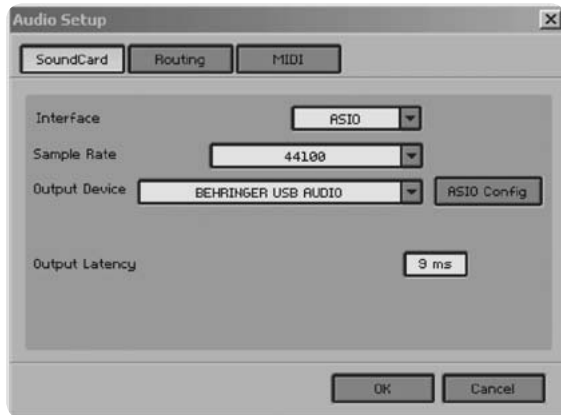 Audio Setup
SoundCard Routing MIDI
Interface ASIO
Sample Rate 44100
Output Device BEHRINGER USB AUDIO ASIO Config
Output Latency 9 ms
OK Cancel